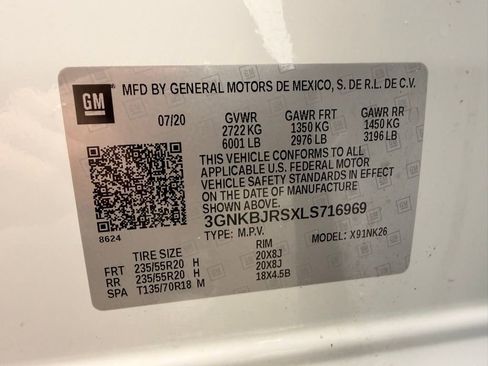 GM
MFD BY GENERAL MOTORS DE MEXICO, S. DE R.L. DE C.V.
07/20 GVWR GAWR FRT GAWR RR
2722 KG 1350 KG 1450 KG
6001 LB 2976 LB 3196 LB
THIS VEHICLE CONFORMS TO ALL
APPLICABLE U.S. FEDERAL MOTOR
VEHICLE SAFETY STANDARDS IN EFFECT
ON THE DATE OF MANUFACTURE
3GNKBJRSXLS716969
8624
TYPE: M.P.V. MODEL: X91NK26
TIRE SIZE RIM
FRT 235/55R20 H 20X8J
RR 235/55R20 H 20X8J
SPA T135/70R18 M 18X4.5B